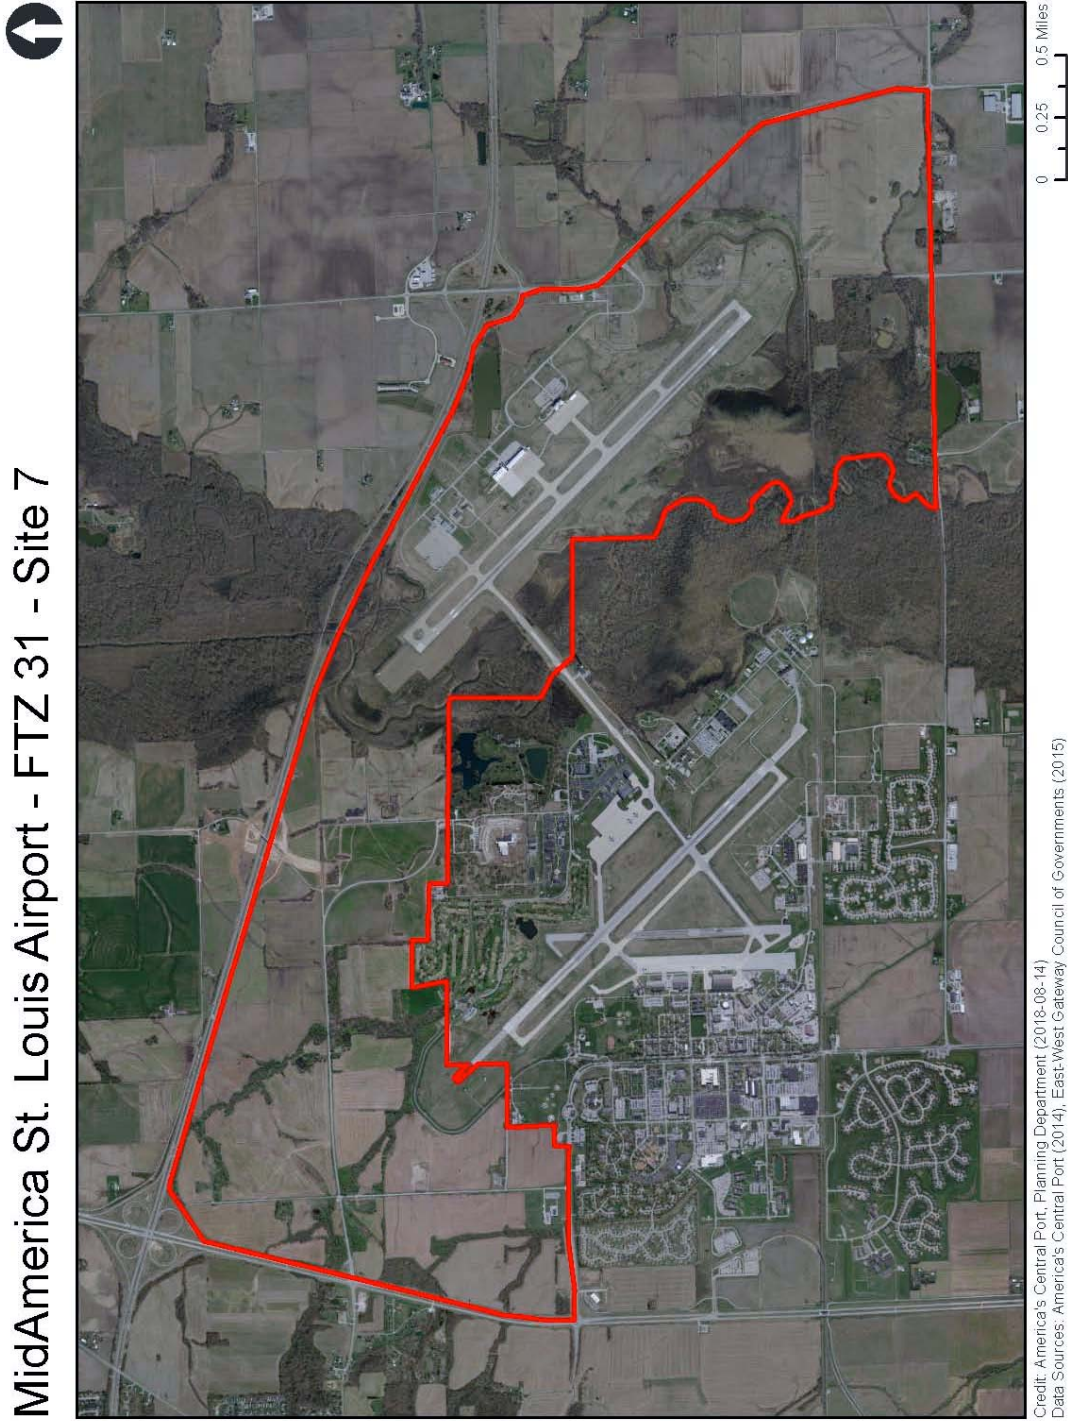 MidAmerica St. Louis Airport - FTZ 31 - Site 7
0 0.25 0.5 Miles
Credit: America's Central Port, Planning Department (2018-08-14)
Data Sources: America's Central Port (2014), East-West Gateway Council of Governments (2015)